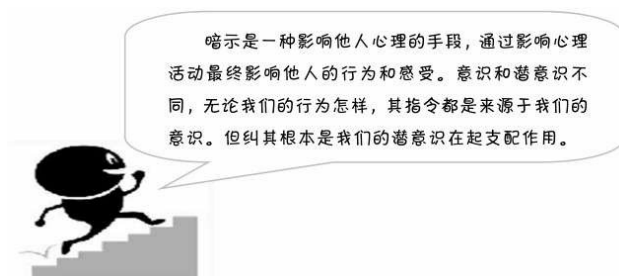 暗示是一种影响他人心理的手段，通过影响心理
活动最终影响他人的行为和感受。意识和潜意识不
同，无论我们的行为怎样，其指令都是来源于我们的
意识。但纠其根本是我们的潜意识在起支配作用。